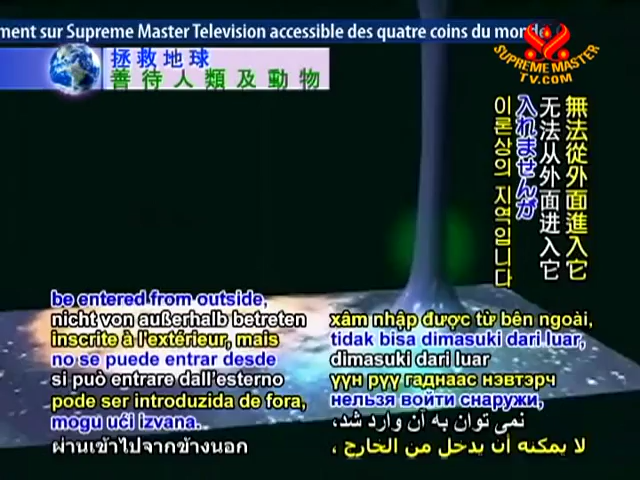 ment sur Supreme Master Television accessible des quatre coins du monde
拯救地球
善待人類及動物
SUPREME MASTER
TV.COM
無法從外面進入它
无法从外面进入它
入れませんが
이론상의 지역입니다
be entered from outside,
nicht von außerhalb betreten
inscrite à l'extérieur, mais
no se puede entrar desde
si può entrare dall'esterno
pode ser introduzida de fora,
mogu ući izvana.
ผ่านเข้าไปจากข้างนอก
xâm nhập được từ bên ngoài,
tidak bisa dimasuki dari luar,
dimasuki dari luar
үүн рүү гаднаас нэвтэрч
нельзя войти снаружи,
نمی توان به آن وارد شد،
لا يمكنه أن يدخل من الخارج ،